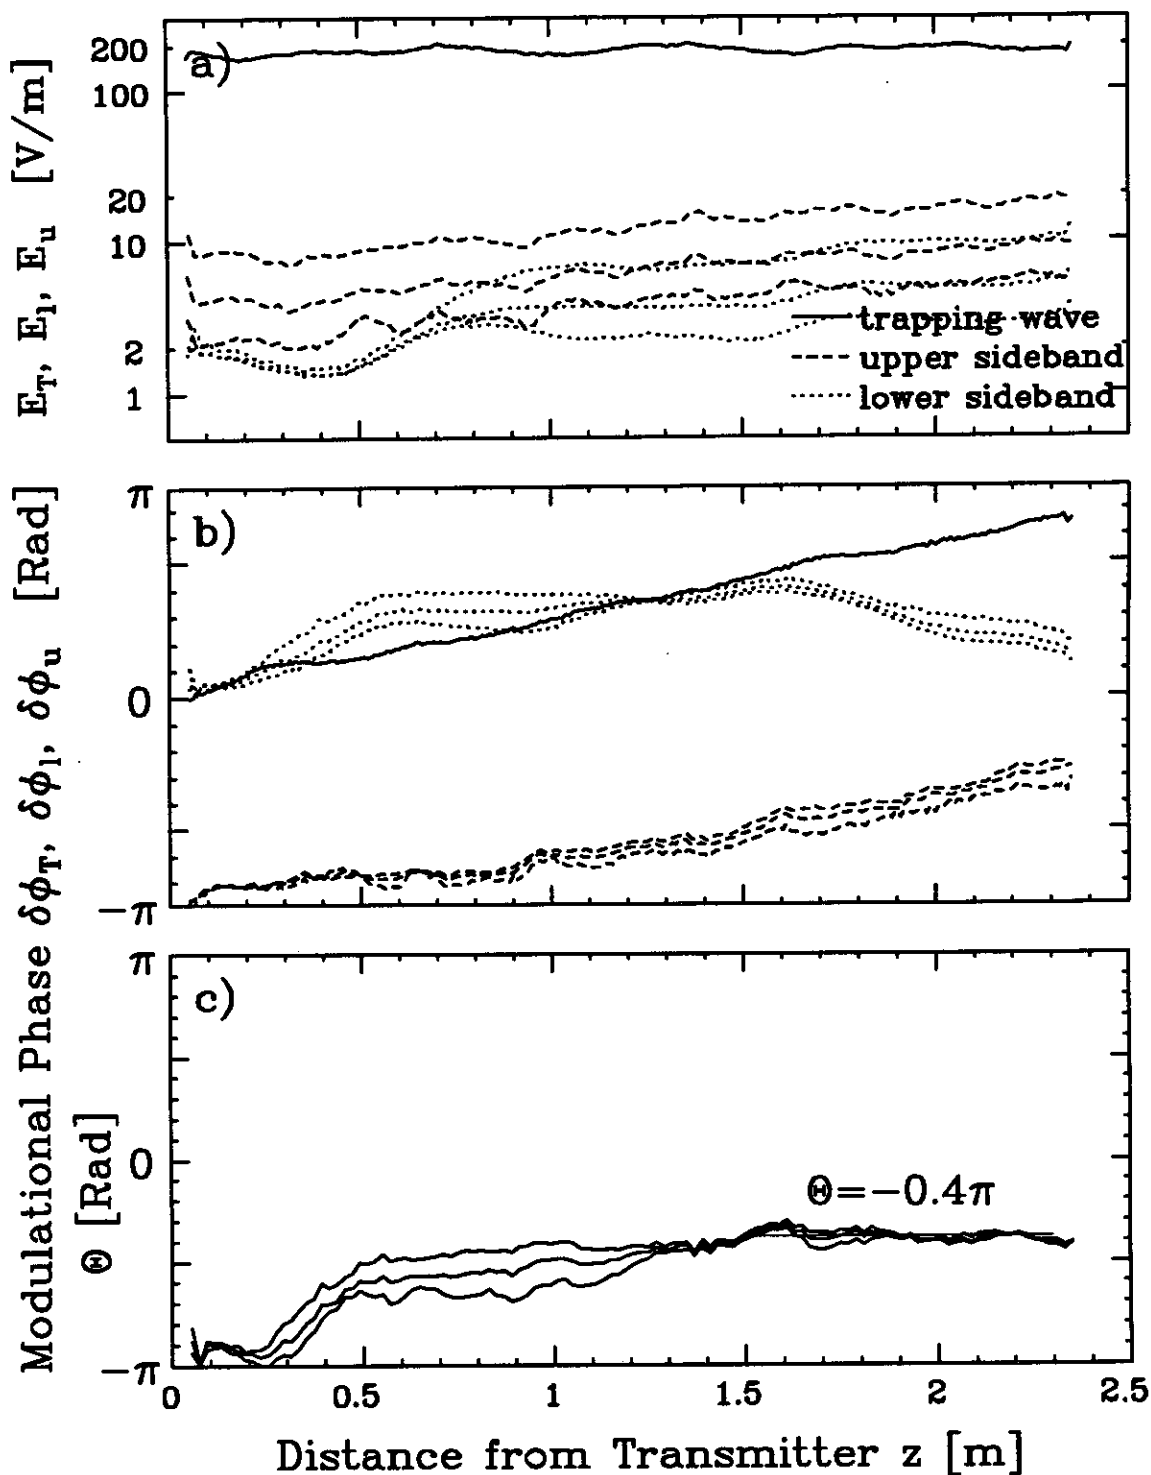 E_T, E_l, E_u [V/m]
a)
200
100
20
10
2
1
trapping wave
upper sideband
lower sideband
Modulational Phase δϕ_T, δϕ_l, δϕ_u [Rad]
b)
π
0
−π
Θ [Rad]
c)
π
0
−π
Θ=−0.4π
0 0.5 1 1.5 2 2.5
Distance from Transmitter z [m]